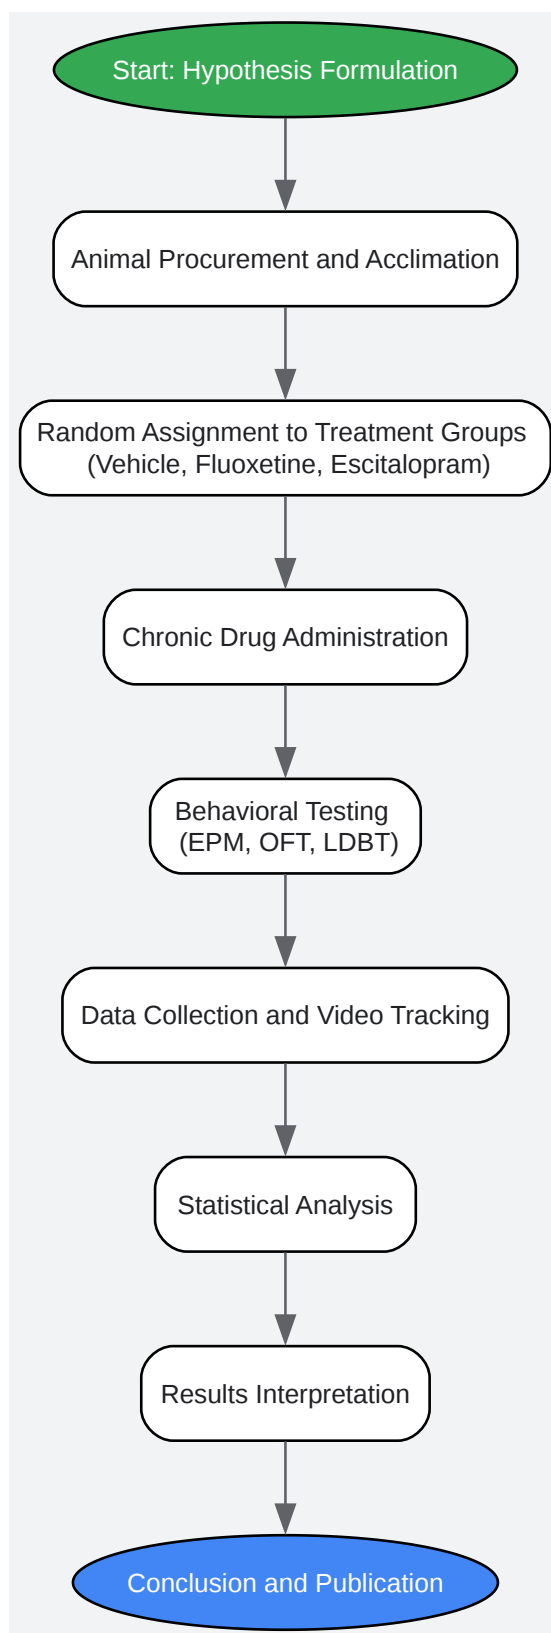 Start: Hypothesis Formulation
Animal Procurement and Acclimation
Random Assignment to Treatment Groups
(Vehicle, Fluoxetine, Escitalopram)
Chronic Drug Administration
Behavioral Testing
(EPM, OFT, LDBT)
Data Collection and Video Tracking
Statistical Analysis
Results Interpretation
Conclusion and Publication